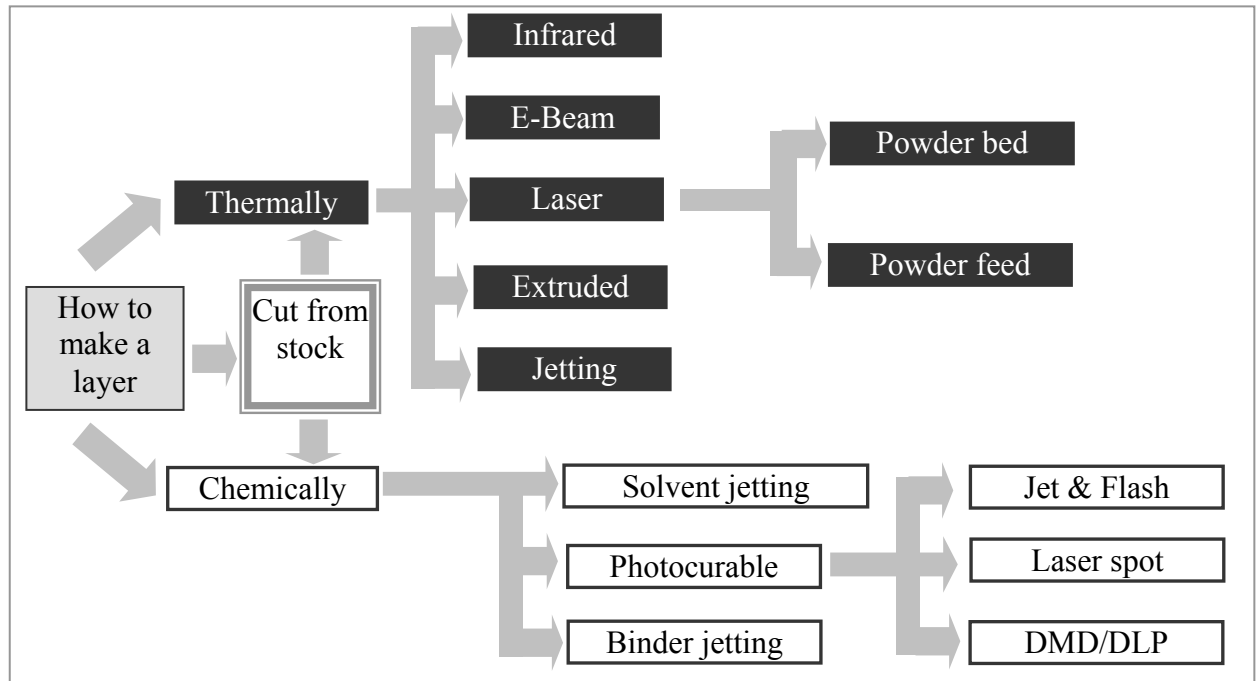 Infrared
E-Beam
Powder bed
Thermally
Laser
Powder feed
Extruded
How to
make a
layer
Cut from
stock
Jetting
Chemically
Solvent jetting
Jet & Flash
Photocurable
Laser spot
Binder jetting
DMD/DLP